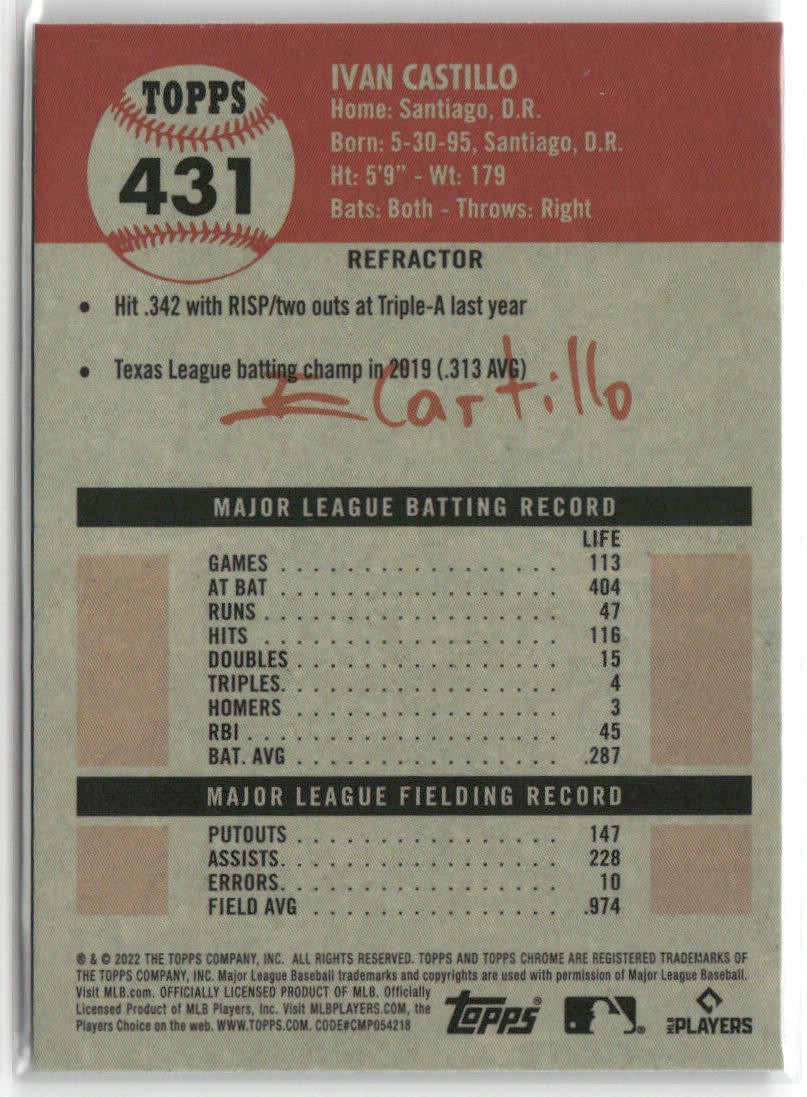 TOPPS
431
IVAN CASTILLO
Home: Santiago, D.R.
Born: 5-30-95, Santiago, D.R.
Ht: 5'9" - Wt: 179
Bats: Both - Throws: Right
REFRACTOR
• Hit .342 with RISP/two outs at Triple-A last year
• Texas League batting champ in 2019 (.313 AVG)
I Castillo
MAJOR LEAGUE BATTING RECORD
LIFE
GAMES . . . . . . . . . . . . . . . . . 113
AT BAT . . . . . . . . . . . . . . . . . 404
RUNS . . . . . . . . . . . . . . . . . . 47
HITS . . . . . . . . . . . . . . . . . . 116
DOUBLES . . . . . . . . . . . . . . . . 15
TRIPLES. . . . . . . . . . . . . . . . . 4
HOMERS . . . . . . . . . . . . . . . . 3
RBI . . . . . . . . . . . . . . . . . . . 45
BAT. AVG . . . . . . . . . . . . . . . .287
MAJOR LEAGUE FIELDING RECORD
PUTOUTS . . . . . . . . . . . . . . . . 147
ASSISTS. . . . . . . . . . . . . . . . . 228
ERRORS. . . . . . . . . . . . . . . . . 10
FIELD AVG . . . . . . . . . . . . . . . .974
® & © 2022 THE TOPPS COMPANY, INC. ALL RIGHTS RESERVED. TOPPS AND TOPPS CHROME ARE REGISTERED TRADEMARKS OF
THE TOPPS COMPANY, INC. Major League Baseball trademarks and copyrights are used with permission of Major League Baseball.
Visit MLB.com. OFFICIALLY LICENSED PRODUCT OF MLB. Officially
Licensed Product of MLB Players, Inc. Visit MLBPLAYERS.COM, the
Players Choice on the web. WWW.TOPPS.COM. CODE#CMP054218
Topps®
MLB PLAYERS